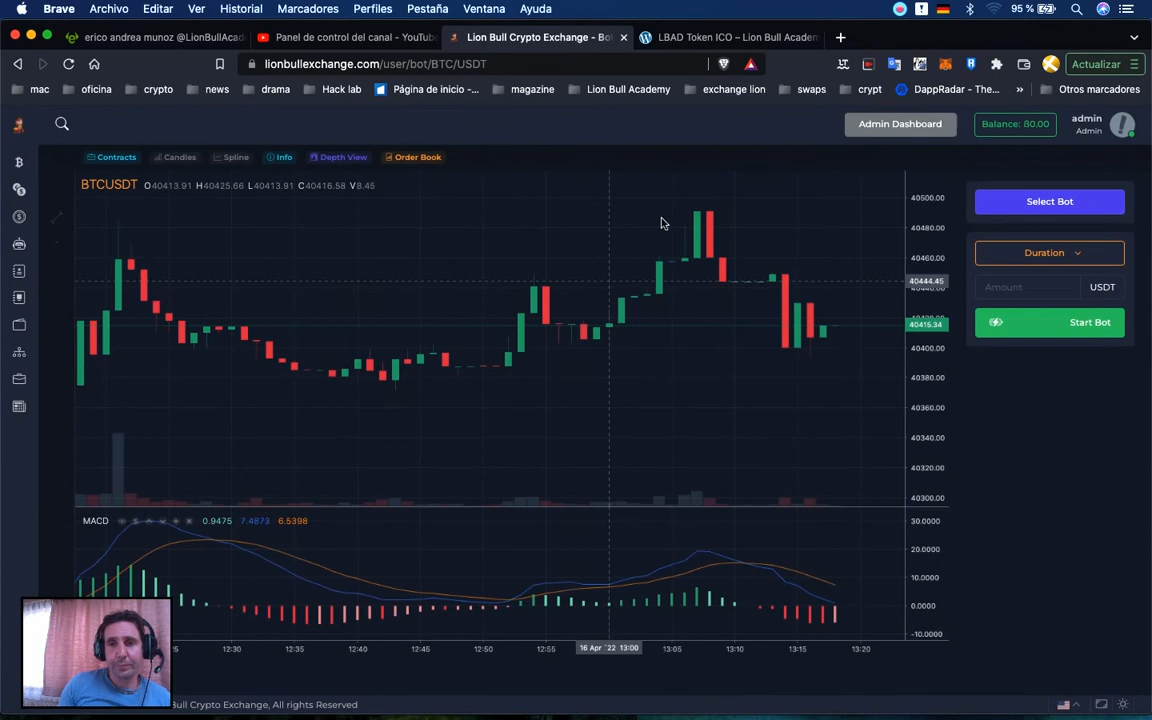 Brave Archivo Editar Ver Historial Marcadores Perfiles Pestaña Ventana Ayuda 95 %
erico andrea munoz @LionBullAcad Panel de control del canal - YouTube Lion Bull Crypto Exchange - Bo LBAD Token ICO – Lion Bull Academ
lionbullexchange.com/user/bot/BTC/USDT Actualizar
mac oficina crypto news drama Hack lab Página de inicio -... magazine Lion Bull Academy exchange lion swaps crypt DappRadar - The... » Otros marcadores
Admin Dashboard Balance: ฿0.00 admin
Admin
Contracts Candles Spline Info Depth View Order Book
BTCUSDT O40413.91 H40425.66 L40413.91 C40416.58 V8.45
40500.00
40480.00
40460.00
40444.45
40440.00
40420.00
40415.34
40400.00
40380.00
40360.00
40340.00
40320.00
40300.00
Select Bot
Duration
Amount USDT
Start Bot
MACD 0.9475 7.4873 6.5398
30.0000
20.0000
10.0000
0.0000
-10.0000
12:30 12:35 12:40 12:45 12:50 12:55 16 Apr `22 13:00 13:05 13:10 13:15 13:20
Bull Crypto Exchange, All rights Reserved